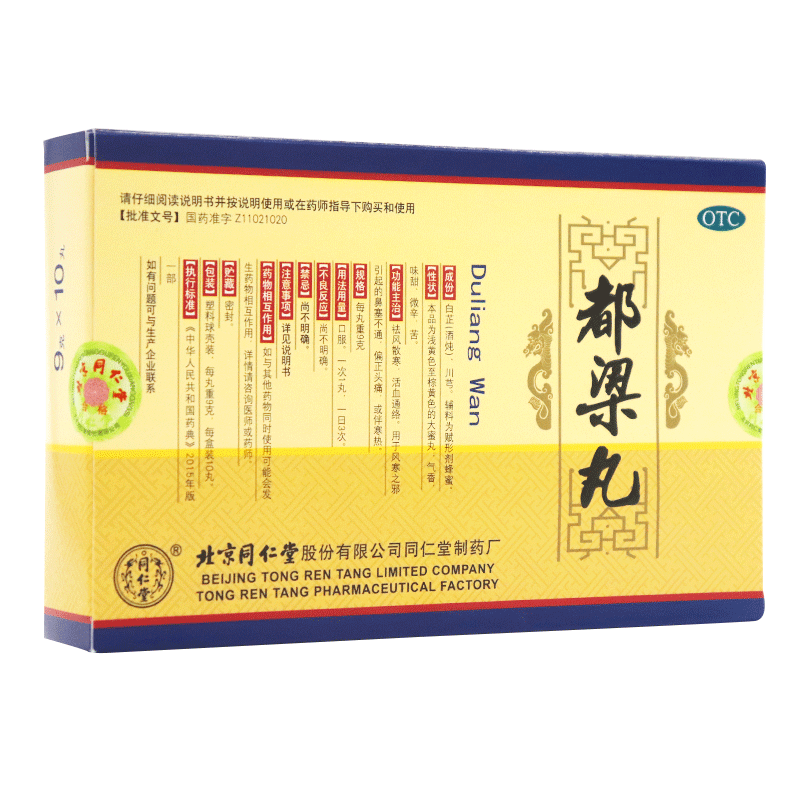 请仔细阅读说明书并按说明使用或在药师指导下购买和使用
【批准文号】国药准字 Z11021020
OTC
都梁丸
Duliang Wan
【成份】白芷(酒炖)、川芎。辅料为赋形剂蜂蜜。
【性状】本品为浅黄色至棕黄色的大蜜丸；气香，
味甜、微辛、苦。
【功能主治】祛风散寒，活血通络。用于风寒之邪
引起的鼻塞不通，偏正头痛，或伴寒热。
【规格】每丸重9克
【用法用量】口服。一次1丸，一日3次。
【不良反应】尚不明确。
【禁忌】尚不明确。
【注意事项】详见说明书
【药物相互作用】如与其他药物同时使用可能会发
生药物相互作用，详情请咨询医师或药师。
【贮藏】密封。
【包装】塑料球壳装，每丸重9克，每盒装10丸。
【执行标准】《中华人民共和国药典》2015年版
一部
如有问题可与生产企业联系
9克×10丸
北京同仁堂
同仁堂
®
北京同仁堂股份有限公司同仁堂制药厂
BEIJING TONG REN TANG LIMITED COMPANY
TONG REN TANG PHARMACEUTICAL FACTORY